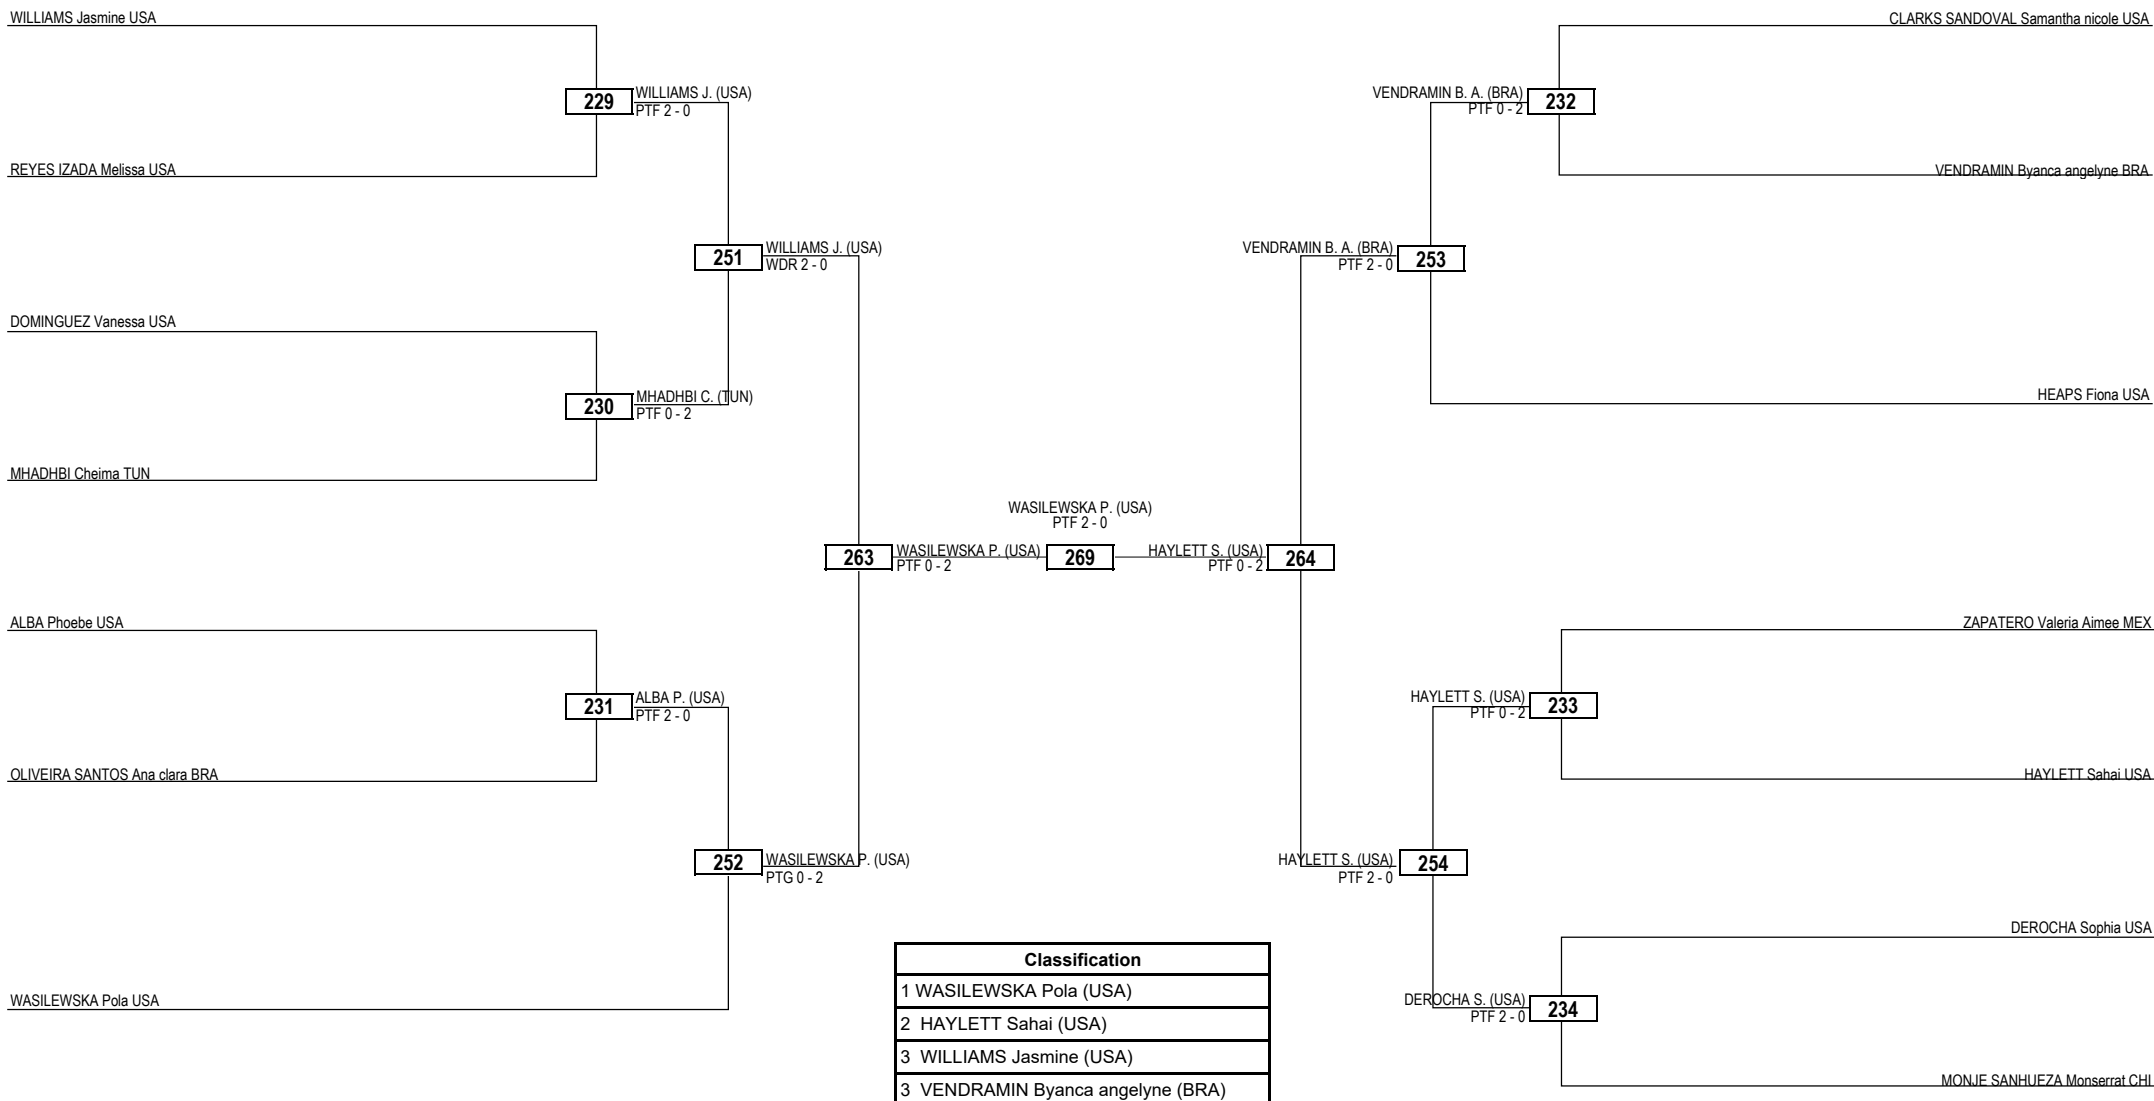 WILLIAMS Jasmine USA
CLARKS SANDOVAL Samantha nicole USA
229
WILLIAMS J. (USA)
PTF 2 - 0
VENDRAMIN B. A. (BRA)
PTF 0 - 2
232
REYES IZADA Melissa USA
VENDRAMIN Byanca angelyne BRA
251
WILLIAMS J. (USA)
WDR 2 - 0
VENDRAMIN B. A. (BRA)
PTF 2 - 0
253
DOMINGUEZ Vanessa USA
230
MHADHBI C. (TUN)
PTF 0 - 2
HEAPS Fiona USA
MHADHBI Cheima TUN
WASILEWSKA P. (USA)
PTF 2 - 0
263
WASILEWSKA P. (USA)
PTF 0 - 2
269
HAYLETT S. (USA)
PTF 0 - 2
264
ALBA Phoebe USA
ZAPATERO Valeria Aimee MEX
231
ALBA P. (USA)
PTF 2 - 0
HAYLETT S. (USA)
PTF 0 - 2
233
OLIVEIRA SANTOS Ana clara BRA
HAYLETT Sahai USA
252
WASILEWSKA P. (USA)
PTG 0 - 2
HAYLETT S. (USA)
PTF 2 - 0
254
DEROCHA Sophia USA
WASILEWSKA Pola USA
DEROCHA S. (USA)
PTF 2 - 0
234
MONJE SANHUEZA Monserrat CHI
Classification
1 WASILEWSKA Pola (USA)
2 HAYLETT Sahai (USA)
3 WILLIAMS Jasmine (USA)
3 VENDRAMIN Byanca angelyne (BRA)